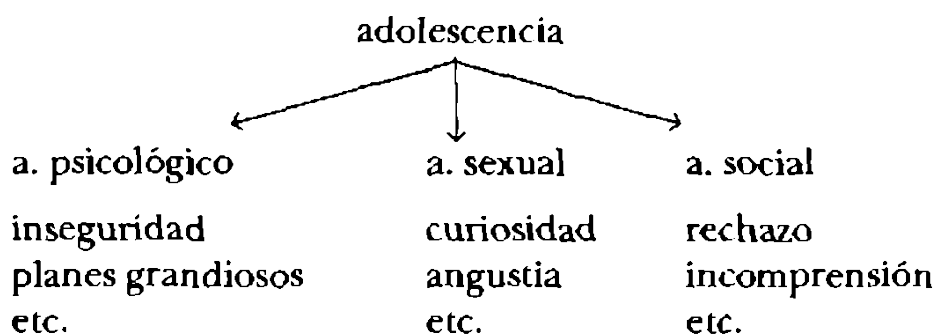 adolescencia
a. psicológico
inseguridad
planes grandiosos
etc.
a. sexual
curiosidad
angustia
etc.
a. social
rechazo
incomprensión
etc.